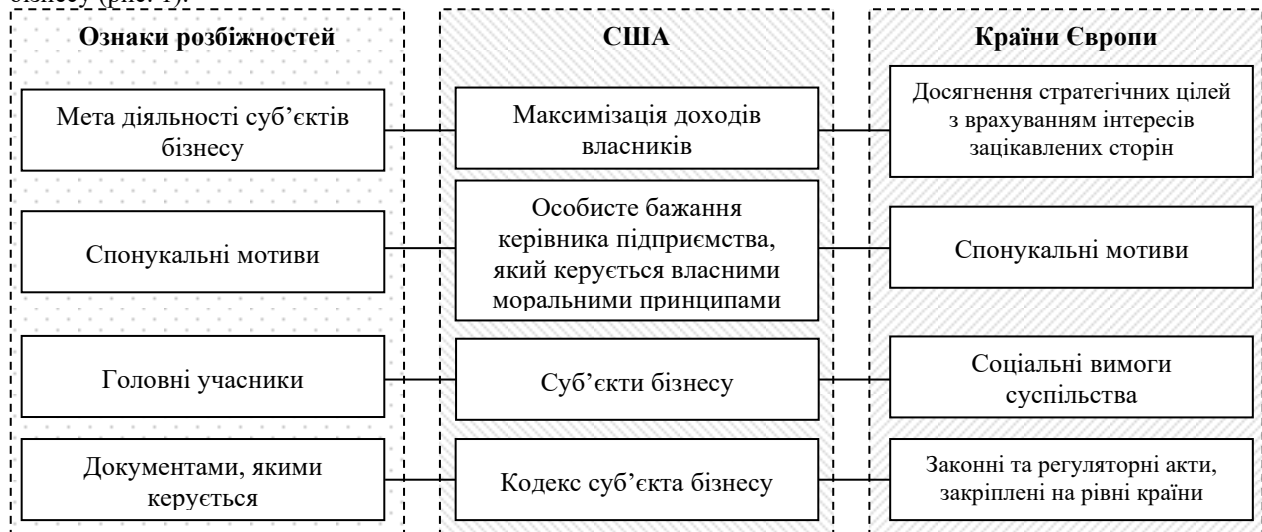 бізнесу (рис. 1).
Ознаки розбіжностей
США
Країни Європи
Мета діяльності суб’єктів
бізнесу
Максимізація доходів
власників
Досягнення стратегічних цілей
з врахуванням інтересів
зацікавлених сторін
Спонукальні мотиви
Особисте бажання
керівника підприємства,
який керується власними
моральними принципами
Спонукальні мотиви
Головні учасники
Суб’єкти бізнесу
Соціальні вимоги
суспільства
Документами, якими
керується
Кодекс суб’єкта бізнесу
Законні та регуляторні акти,
закріплені на рівні країни